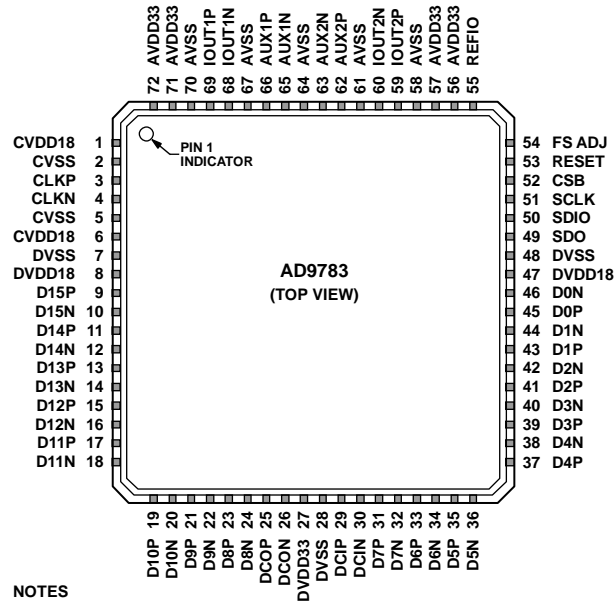 72 AVDD33
71 AVDD33
70 AVSS
69 IOUT1P
68 IOUT1N
67 AVSS
66 AUX1P
65 AUX1N
64 AVSS
63 AUX2N
62 AUX2P
61 AVSS
60 IOUT2N
59 IOUT2P
58 AVSS
57 AVDD33
56 AVDD33
55 REFIO
CVDD18 1
CVSS 2
CLKP 3
CLKN 4
CVSS 5
CVDD18 6
DVSS 7
DVDD18 8
D15P 9
D15N 10
D14P 11
D14N 12
D13P 13
D13N 14
D12P 15
D12N 16
D11P 17
D11N 18
PIN 1
INDICATOR
AD9783
(TOP VIEW)
54 FS ADJ
53 RESET
52 CSB
51 SCLK
50 SDIO
49 SDO
48 DVSS
47 DVDD18
46 D0N
45 D0P
44 D1N
43 D1P
42 D2N
41 D2P
40 D3N
39 D3P
38 D4N
37 D4P
D10P 19
D10N 20
D9P 21
D9N 22
D8P 23
D8N 24
DCOP 25
DCON 26
DVDD33 27
DVSS 28
DCIP 29
DCIN 30
D7P 31
D7N 32
D6P 33
D6N 34
D5P 35
D5N 36
NOTES